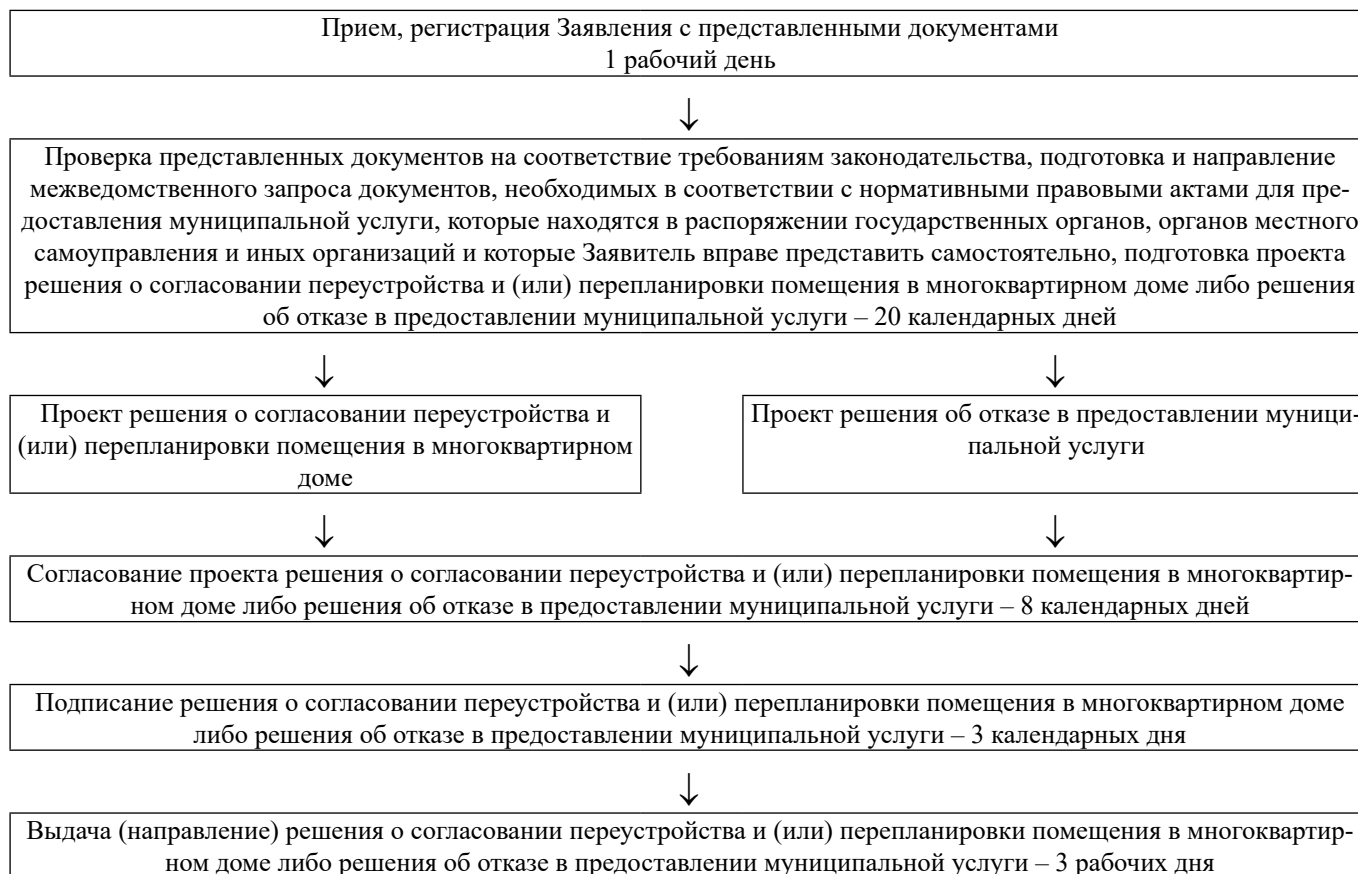 Прием, регистрация Заявления с представленными документами
1 рабочий день
↓
Проверка представленных документов на соответствие требованиям законодательства, подготовка и направление
межведомственного запроса документов, необходимых в соответствии с нормативными правовыми актами для пре-
доставления муниципальной услуги, которые находятся в распоряжении государственных органов, органов местного
самоуправления и иных организаций и которые Заявитель вправе представить самостоятельно, подготовка проекта
решения о согласовании переустройства и (или) перепланировки помещения в многоквартирном доме либо решения
об отказе в предоставлении муниципальной услуги – 20 календарных дней
↓ ↓
Проект решения о согласовании переустройства и
(или) перепланировки помещения в многоквартирном
доме
Проект решения об отказе в предоставлении муници-
пальной услуги
↓ ↓
Согласование проекта решения о согласовании переустройства и (или) перепланировки помещения в многоквартир-
ном доме либо решения об отказе в предоставлении муниципальной услуги – 8 календарных дней
↓
Подписание решения о согласовании переустройства и (или) перепланировки помещения в многоквартирном доме
либо решения об отказе в предоставлении муниципальной услуги – 3 календарных дня
↓
Выдача (направление) решения о согласовании переустройства и (или) перепланировки помещения в многоквартир-
ном доме либо решения об отказе в предоставлении муниципальной услуги – 3 рабочих дня